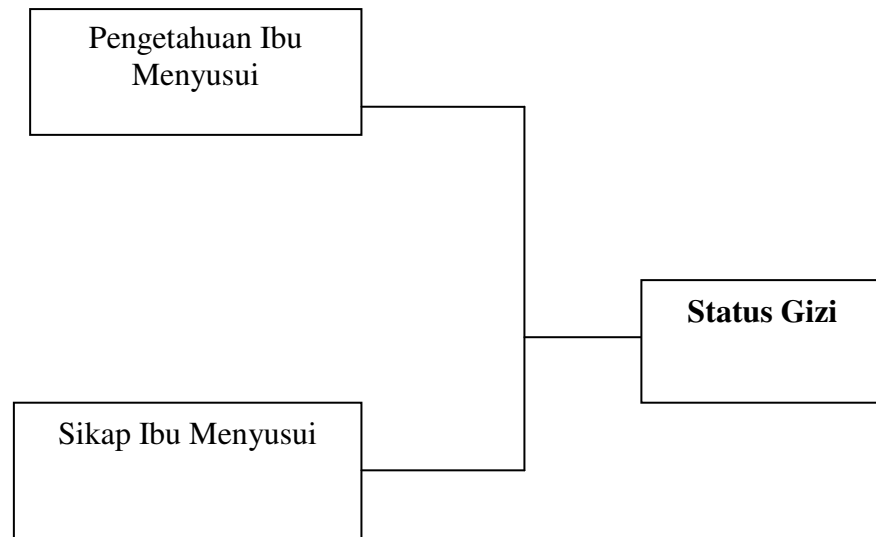 Pengetahuan Ibu
Menyusui
Status Gizi
Sikap Ibu Menyusui